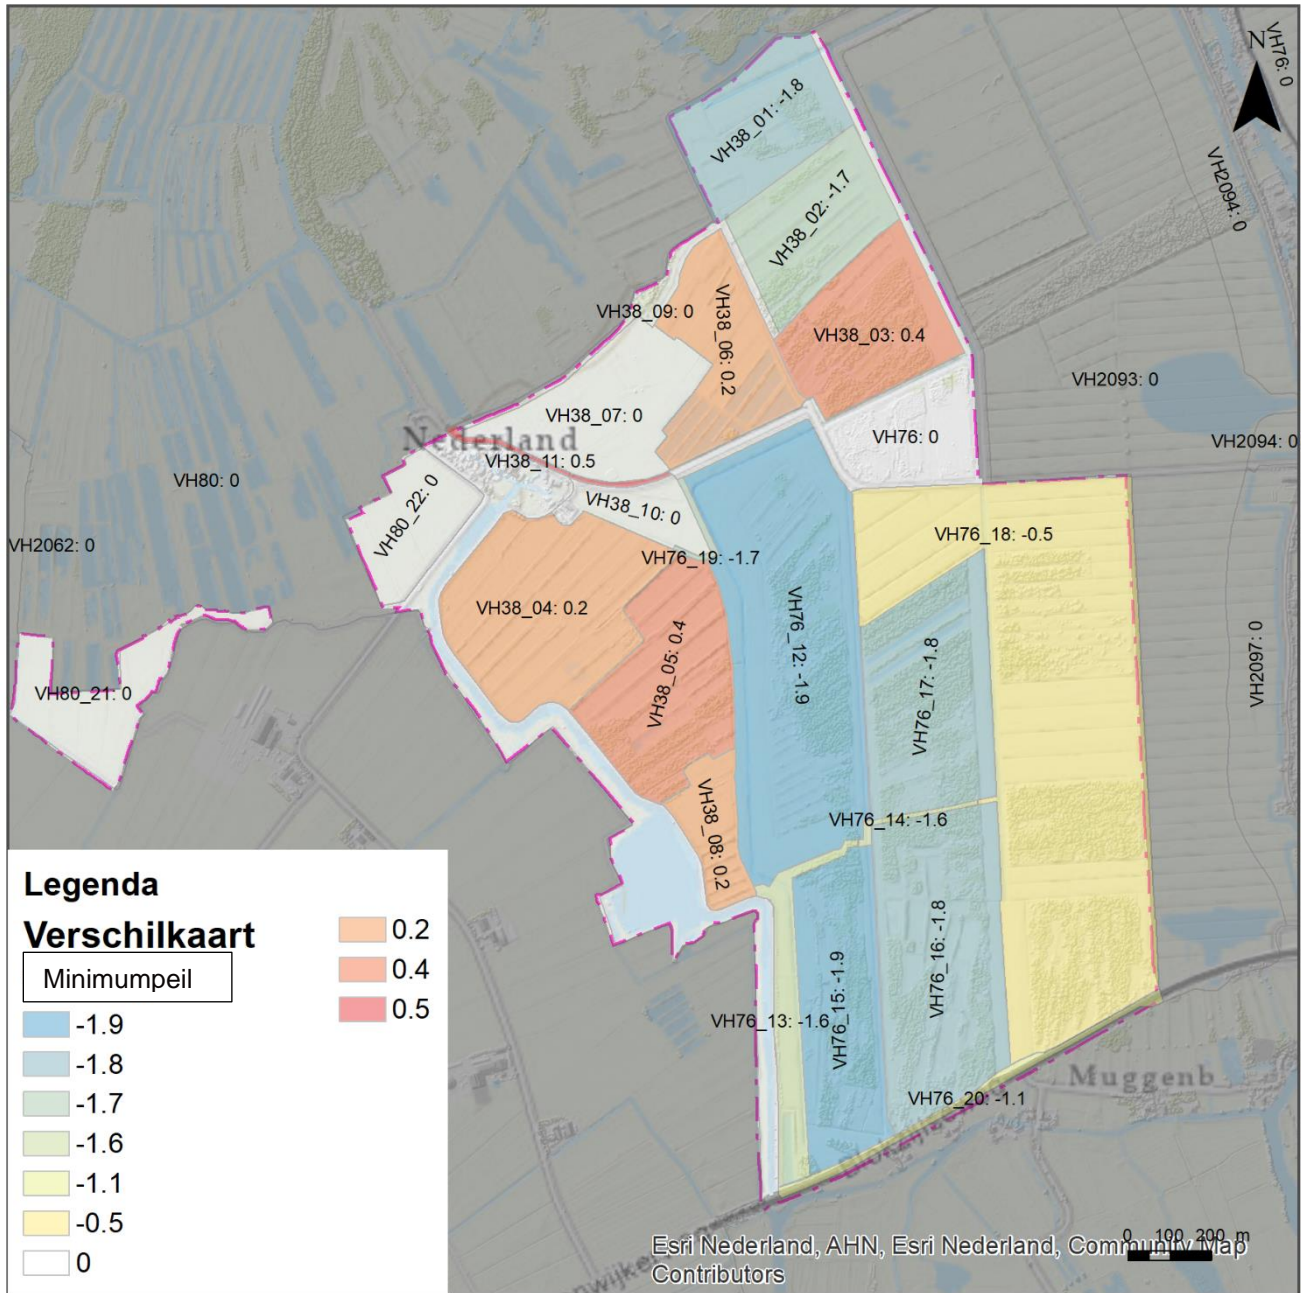 N
VH76: 0
VH2094: 0
VH38_01: -1.8
VH38_02: -1.7
VH38_09: 0
VH38_06: 0.2
VH38_03: 0.4
VH2093: 0
VH38_07: 0
VH76: 0
Nederland
VH2094: 0
VH38_11: 0.5
VH80: 0
VH80_22: 0
VH38_10: 0
VH2062: 0
VH76_19: -1.7
VH76_18: -0.5
VH38_04: 0.2
VH76_12: -1.9
VH38_05: 0.4
VH76_17: -1.8
VH2097: 0
VH80_21: 0
VH38_08: 0.2
VH76_14: -1.6
VH76_16: -1.8
VH76_15: -1.9
VH76_13: -1.6
Muggenb
VH76_20: -1.1
Legenda
Verschilkaart
Minimumpeil
-1.9
-1.8
-1.7
-1.6
-1.1
-0.5
0
0.2
0.4
0.5
0 100 200 m
Esri Nederland, AHN, Esri Nederland, Community Map
Contributors